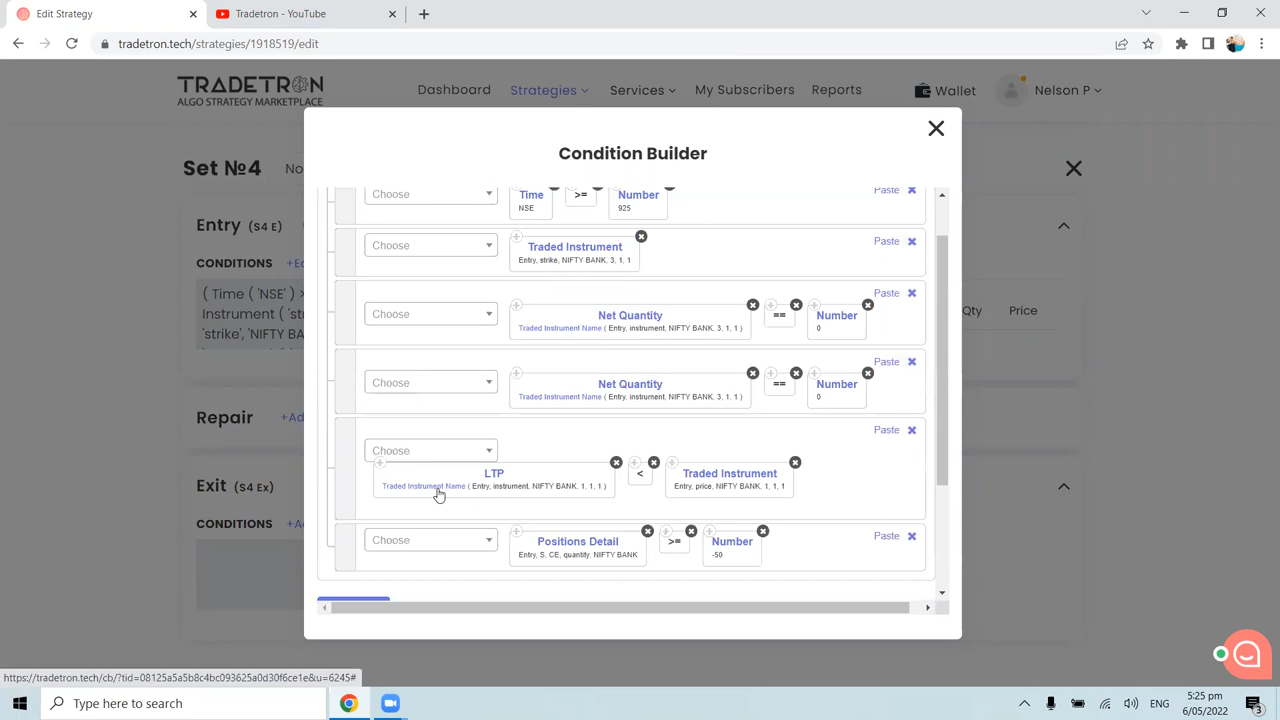 Edit Strategy
Tradetron - YouTube
tradetron.tech/strategies/1918519/edit
TRADETRON
ALGO STRATEGY MARKETPLACE
Dashboard
Strategies
Services
My Subscribers
Reports
Wallet
Nelson P
Set №4
No
Condition Builder
Entry (S4 E)
CONDITIONS
( Time ( 'NSE' ) >
Instrument ( 'str
'strike', 'NIFTY BA
Qty
Price
Repair
Exit (S4 Ex)
CONDITIONS
Choose
Time
NSE
>=
Number
925
Paste
Choose
Traded Instrument
Entry, strike, NIFTY BANK, 3, 1, 1
Paste
Choose
Net Quantity
Traded Instrument Name ( Entry, instrument, NIFTY BANK, 3, 1, 1 )
==
Number
0
Paste
Choose
Net Quantity
Traded Instrument Name ( Entry, instrument, NIFTY BANK, 3, 1, 1 )
==
Number
0
Paste
Choose
LTP
Traded Instrument Name ( Entry, instrument, NIFTY BANK, 1, 1, 1 )
<
Traded Instrument
Entry, price, NIFTY BANK, 1, 1, 1
Paste
Choose
Positions Detail
Entry, S. CE, quantity, NIFTY BANK
>=
Number
-50
Paste
https://tradetron.tech/cb/?tid=08125a5a5b8c4bc093625a0d30f6ce1e&u=6245#
Type here to search
ENG
5:25 pm
6/05/2022
3